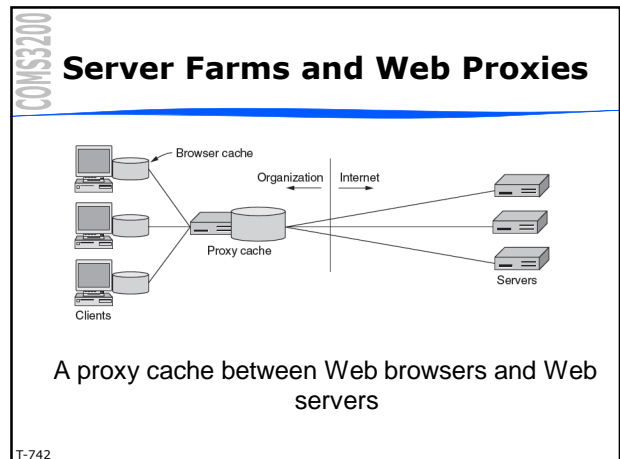 COMS3200
Server Farms and Web Proxies
Browser cache
Organization
Internet
Proxy cache
Servers
Clients
A proxy cache between Web browsers and Web
servers
T-742